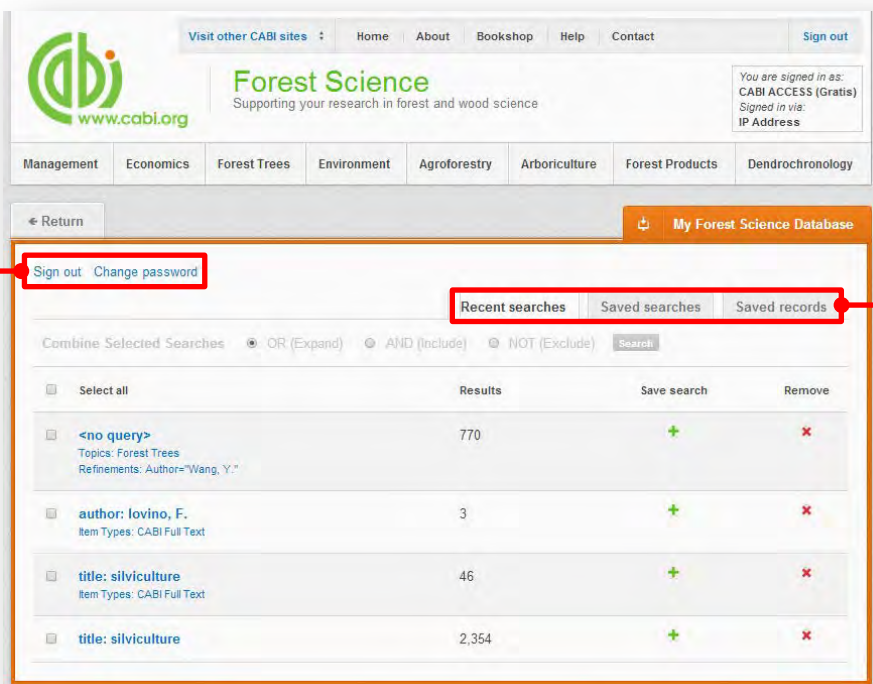 Visit other CABI sites Home About Bookshop Help Contact Sign out
cabi
www.cabi.org
Forest Science
Supporting your research in forest and wood science
You are signed in as:
CABI ACCESS (Gratis)
Signed in via:
IP Address
Management Economics Forest Trees Environment Agroforestry Arboriculture Forest Products Dendrochronology
← Return
My Forest Science Database
Sign out Change password
Recent searches Saved searches Saved records
Combine Selected Searches OR (Expand) AND (Include) NOT (Exclude) Search
Select all Results Save search Remove
<no query> 770
Topics: Forest Trees
Refinements: Author="Wang, Y."
author: Iovino, F. 3
Item Types: CABI Full Text
title: silviculture 46
Item Types: CABI Full Text
title: silviculture 2,354